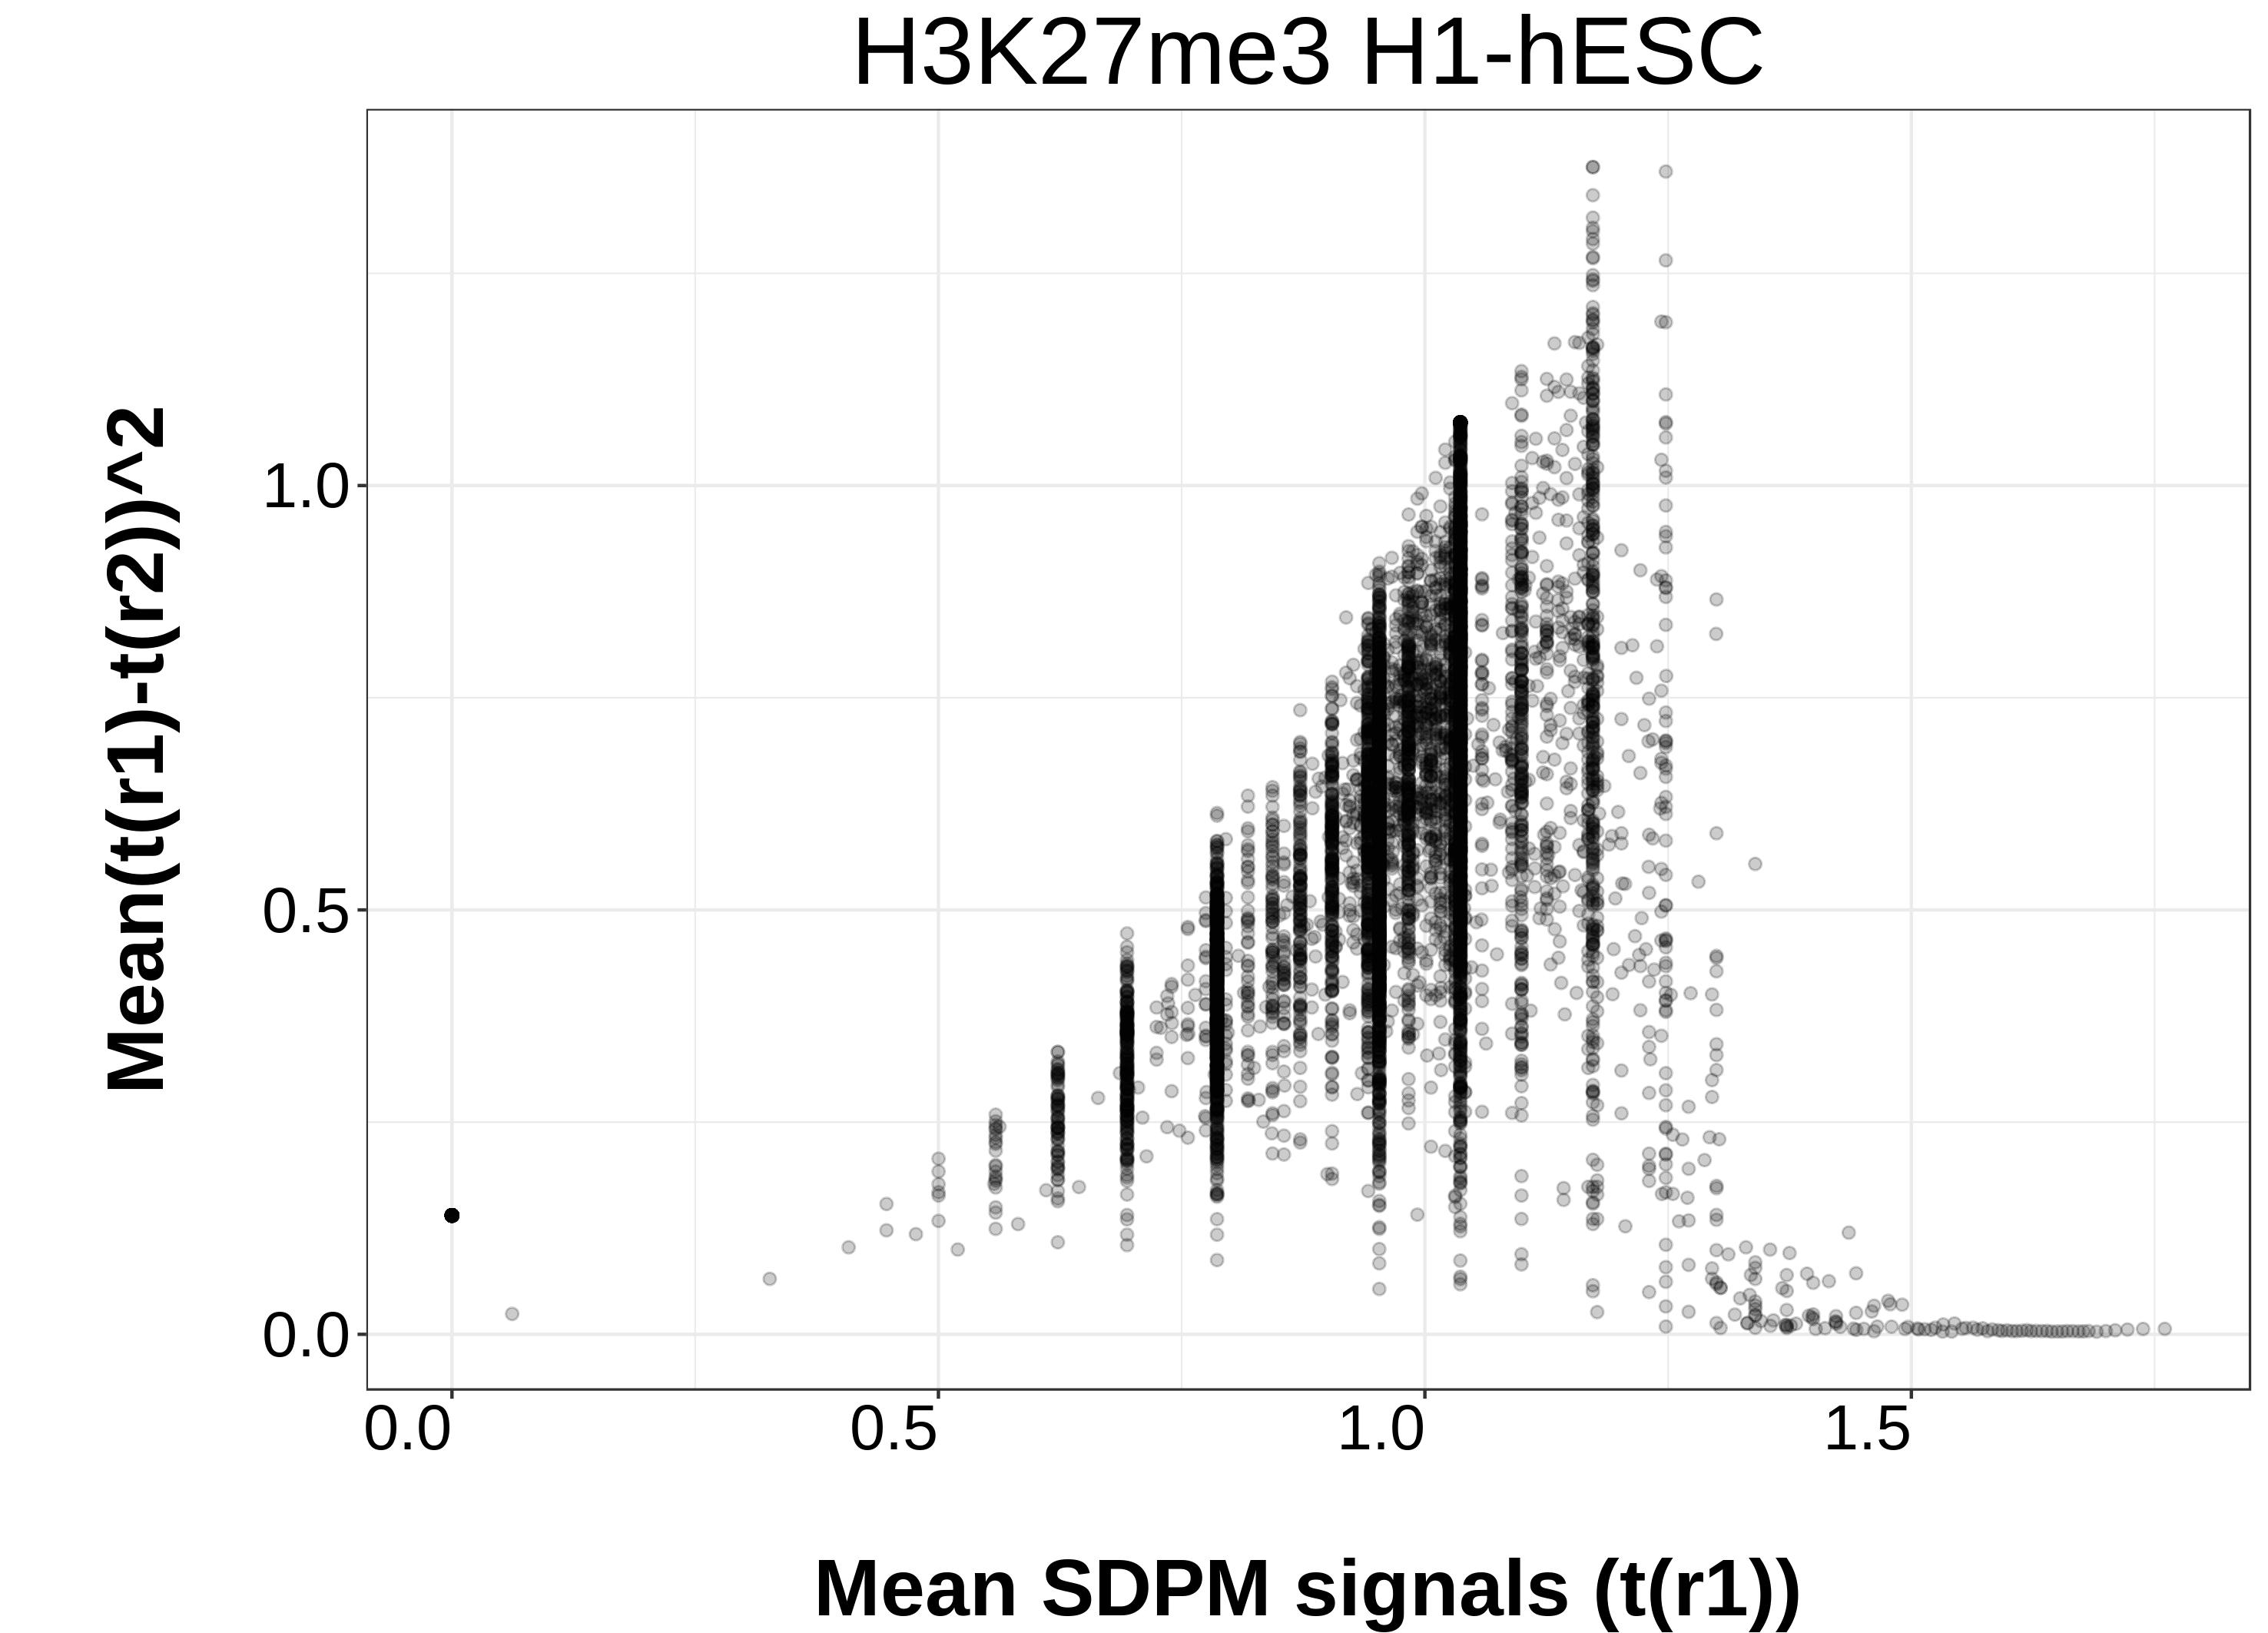 H3K27me3 H1-hESC
Mean(t(r1)-t(r2))^2
1.0
0.5
0.0
0.0 0.5 1.0 1.5
Mean SDPM signals (t(r1))